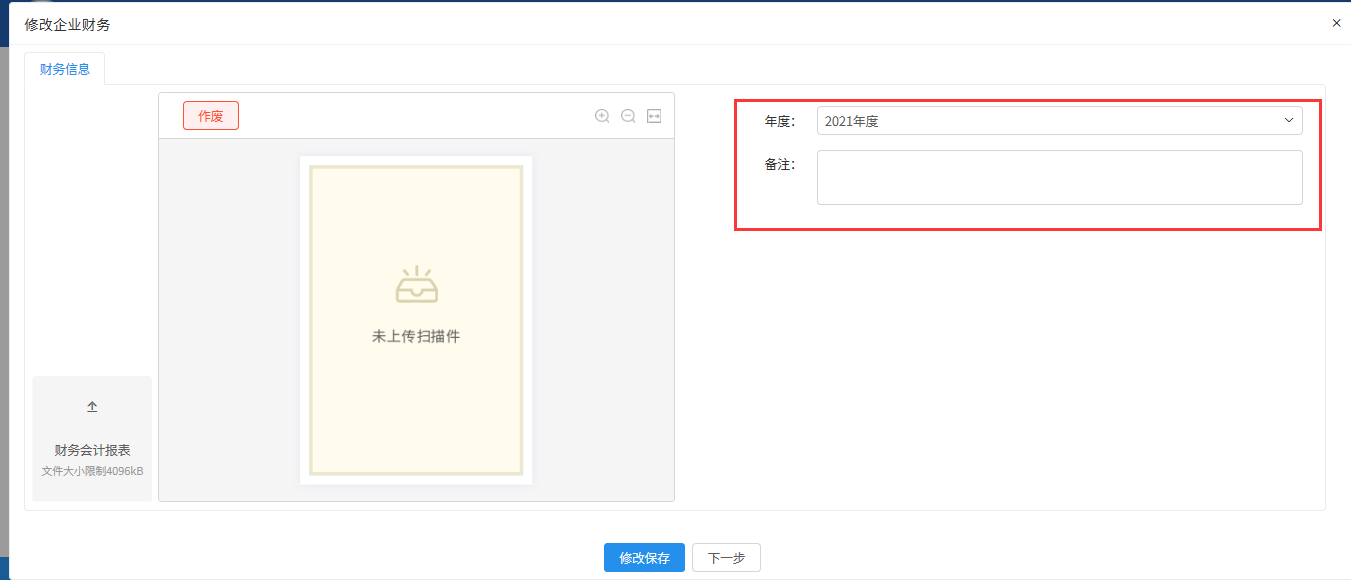 修改企业财务
财务信息
作废
年度：
2021年度
备注：
未上传扫描件
财务会计报表
文件大小限制4096kB
修改保存
下一步